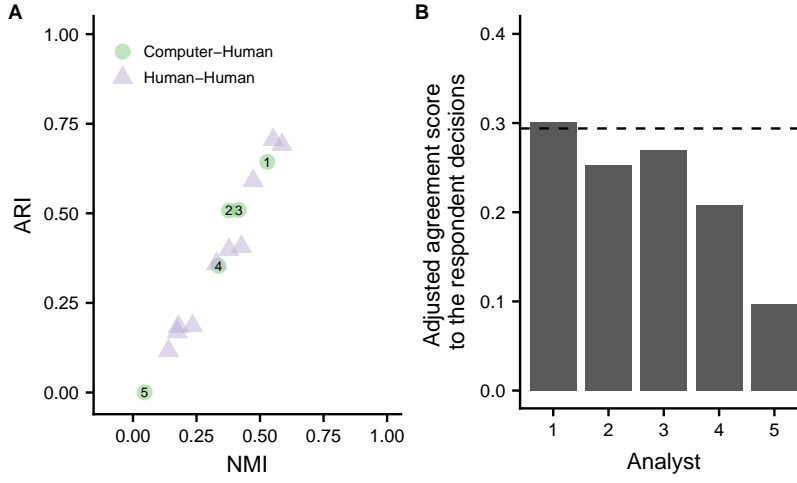 A
ARI
1.00
0.75
0.50
0.25
0.00
Computer−Human
Human−Human
1
2 3
4
5
0.00 0.25 0.50 0.75 1.00
NMI
B
Adjusted agreement score
to the respondent decisions
0.4
0.3
0.2
0.1
0.0
1 2 3 4 5
Analyst